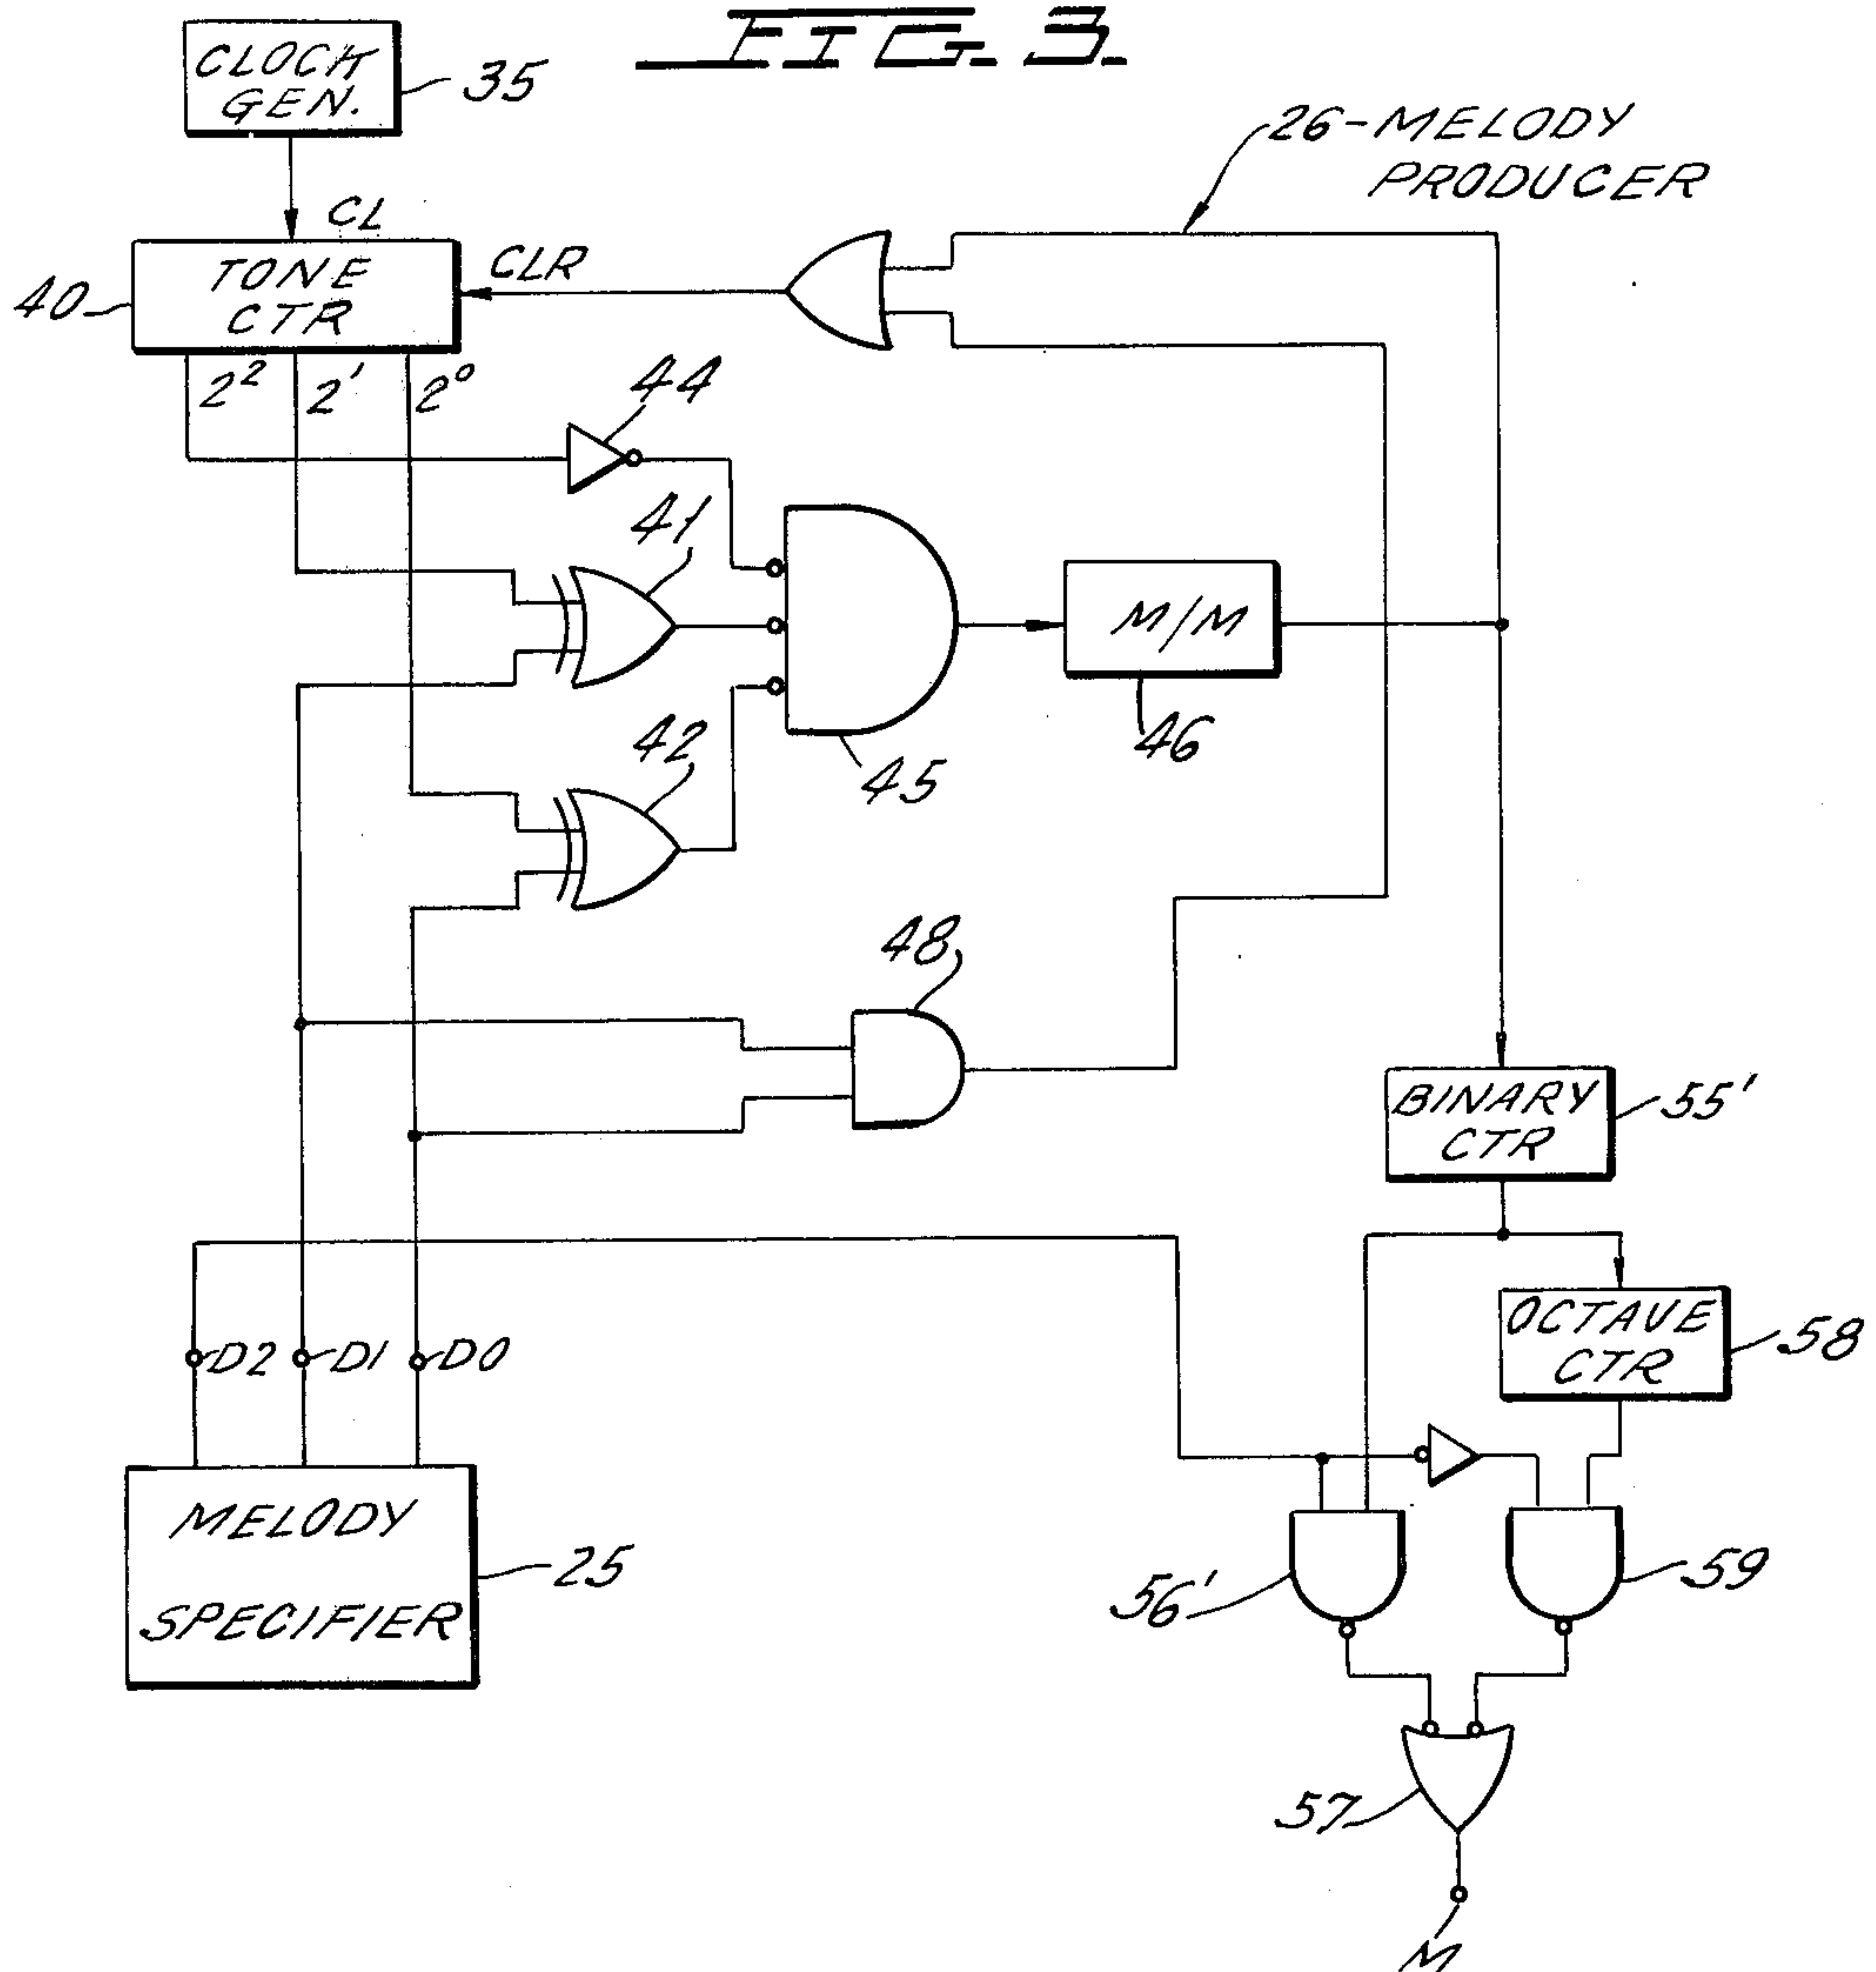 FIG. 3.
CLOCK
GEN.
35
26-MELODY
PRODUCER
CL
CLR
TONE
CTR
40
2²
2¹
2⁰
44
41
M/M
42
46
45
48
BINARY
CTR
55'
OCTAVE
CTR
58
D2
D1
D0
MELODY
SPECIFIER
25
56'
59
57
M